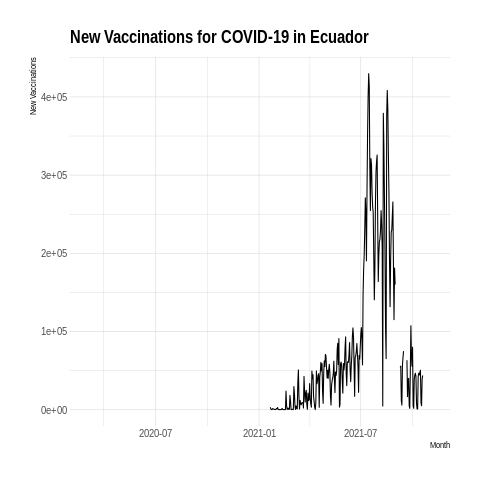 New Vaccinations for COVID-19 in Ecuador
New Vaccinations
4e+05
3e+05
2e+05
1e+05
0e+00
2020-07
2021-01
2021-07
Month